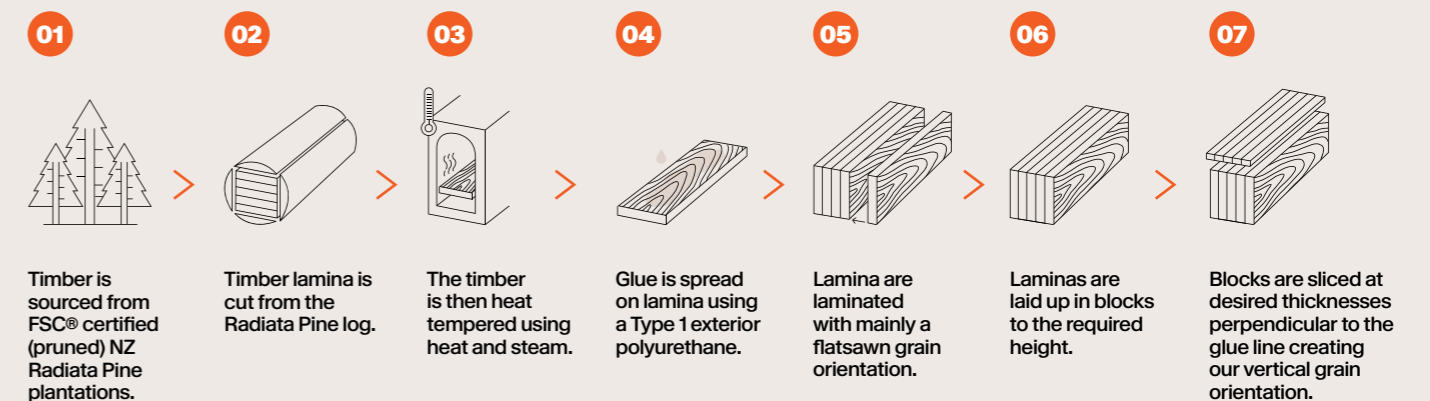 01
Timber is
sourced from
FSC® certified
(pruned) NZ
Radiata Pine
plantations.
02
Timber lamina is
cut from the
Radiata Pine log.
03
The timber
is then heat
tempered using
heat and steam.
04
Glue is spread
on lamina using
a Type 1 exterior
polyurethane.
05
Lamina are
laminated
with mainly a
flatsawn grain
orientation.
06
Laminas are
laid up in blocks
to the required
height.
07
Blocks are sliced at
desired thicknesses
perpendicular to the
glue line creating
our vertical grain
orientation.